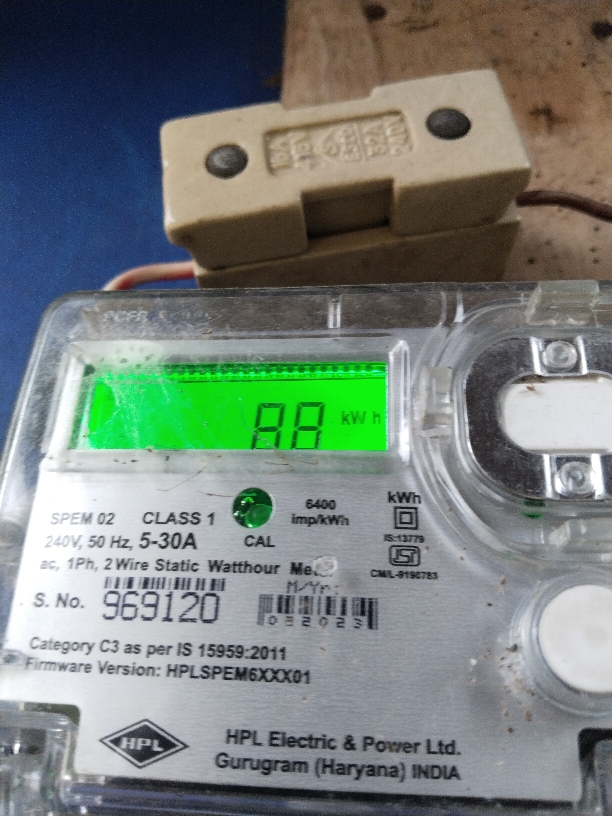 88 kWh
SPEM 02 CLASS 1
6400
imp/kWh
kWh
240V, 50 Hz, 5-30A
CAL
IS:13779
ac, 1Ph, 2 Wire Static Watthour
CM/L-9190783
M/Yr:
S. No. 969120
032023
Category C3 as per IS 15959:2011
Firmware Version: HPLSPEM6XXX01
HPL
HPL Electric & Power Ltd.
Gurugram (Haryana) INDIA